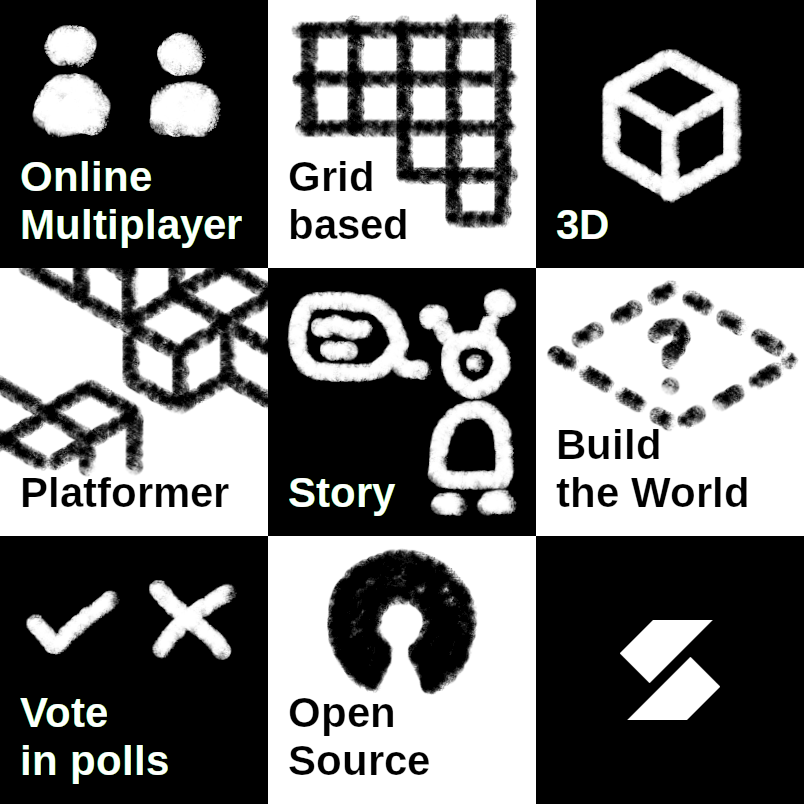 Online
Multiplayer
Grid
based
3D
Platformer
Story
?
Build
the World
Vote
in polls
Open
Source